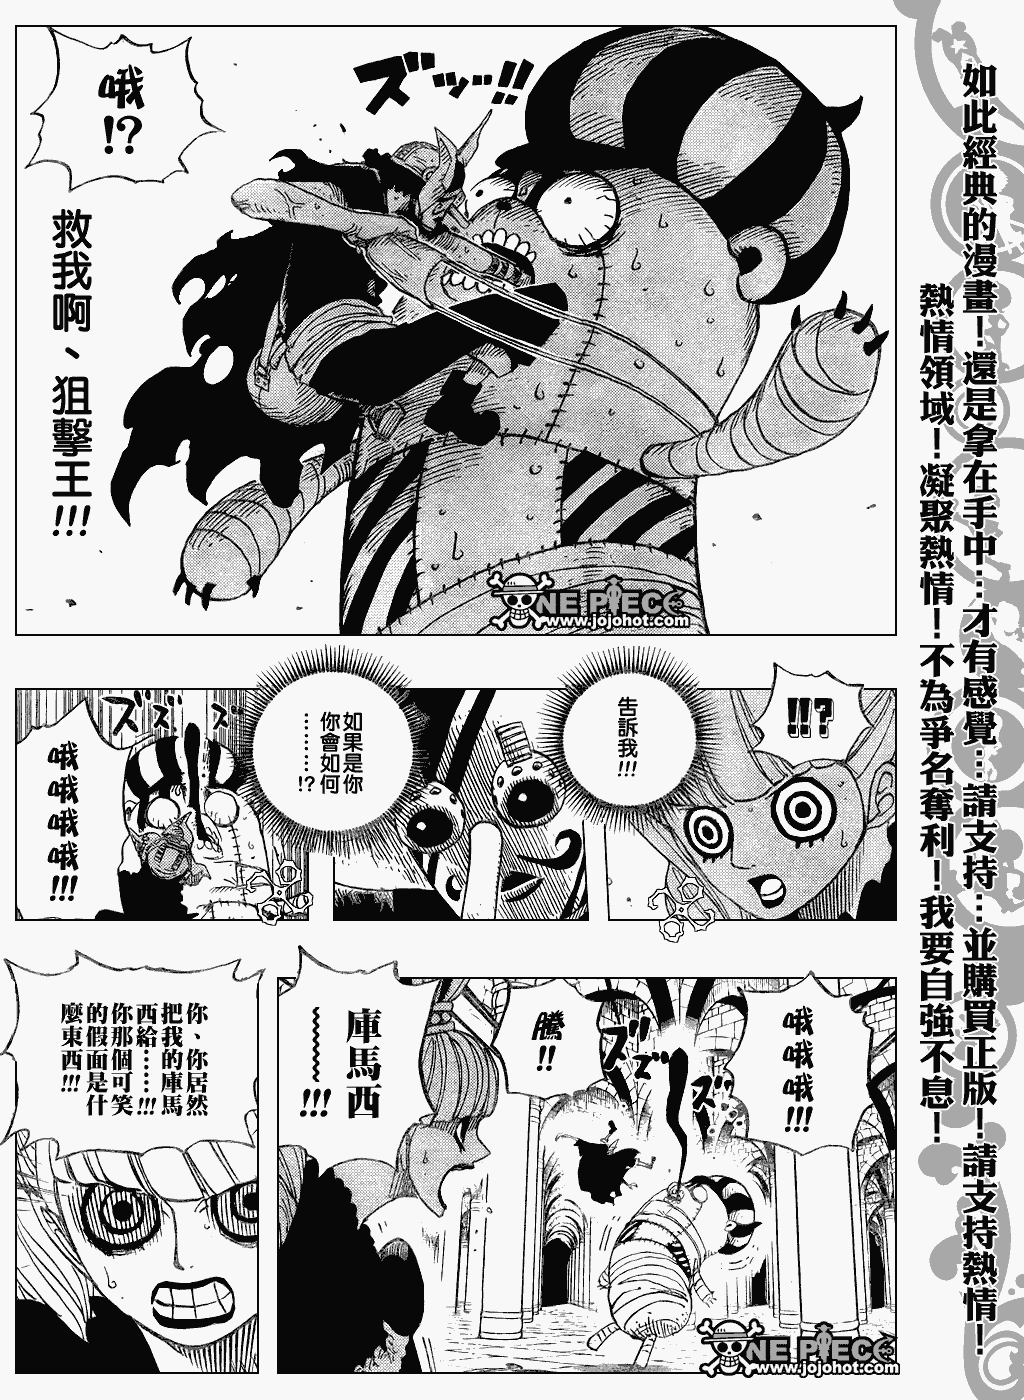 哦
!?
ズッ!!
救我啊、狙擊王!!!
ONE PIECE
www.jojohot.com
!!?
告訴我!!!
如果是你
你會如何
………!?
ズズズ
哦哦哦哦!!!
哦哦哦!!!
騰!!
ズズズ
庫馬西
~~~~!!!
你、你居然
把我的庫馬
西給……!!!
你那個可笑
的假面是什
麼東西!!!
ONE PIECE
www.jojohot.com
如此經典的漫畫!還是拿在手中…才有感覺…請支持…並購買正版!請支持熱情!
熱情領域!凝聚熱情!不為爭名奪利!我要自強不息!